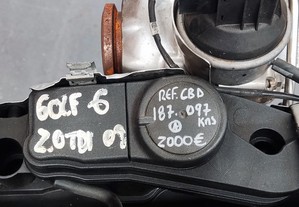 GOLF 6
2.0TDI 09
REF. CBD
187.097
KMS
2000€